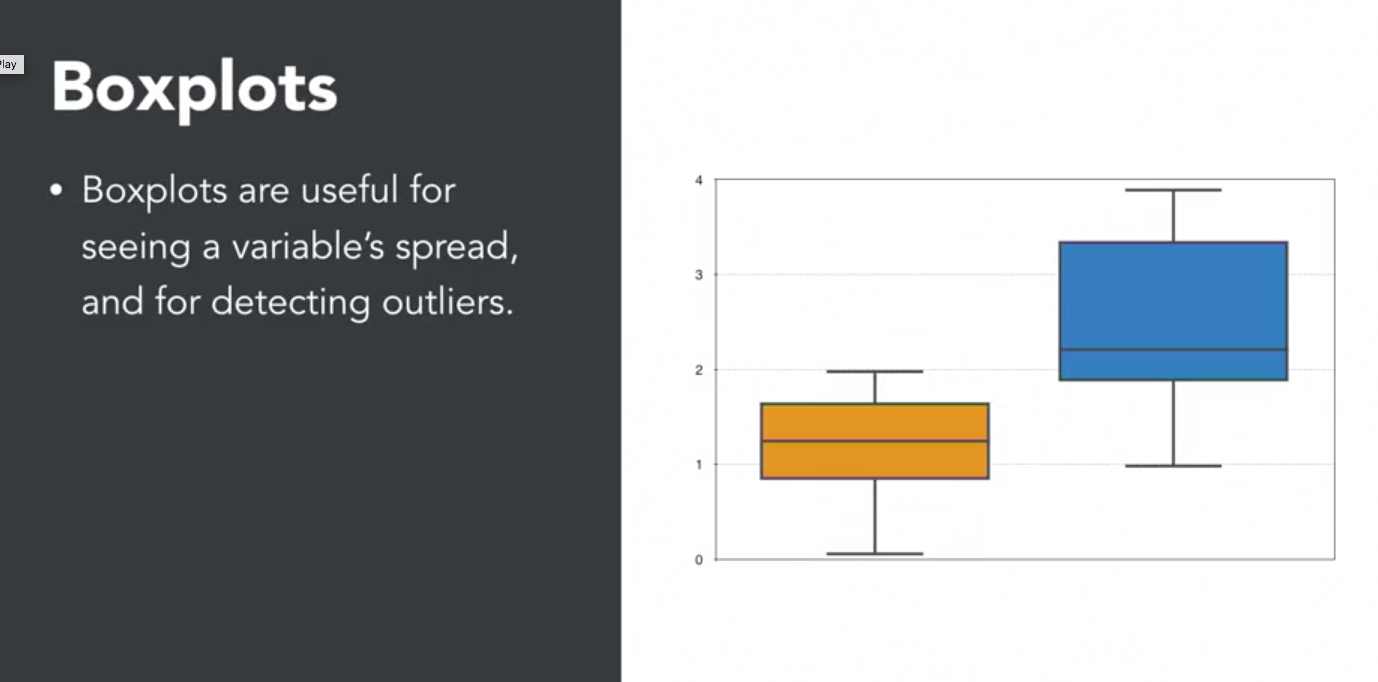 Play
Boxplots
• Boxplots are useful for
seeing a variable’s spread,
and for detecting outliers.
4
3
2
1
0